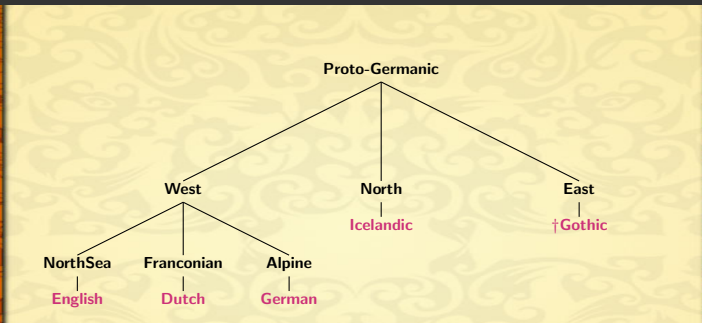 Proto-Germanic
West North East
Icelandic †Gothic
NorthSea Franconian Alpine
English Dutch German